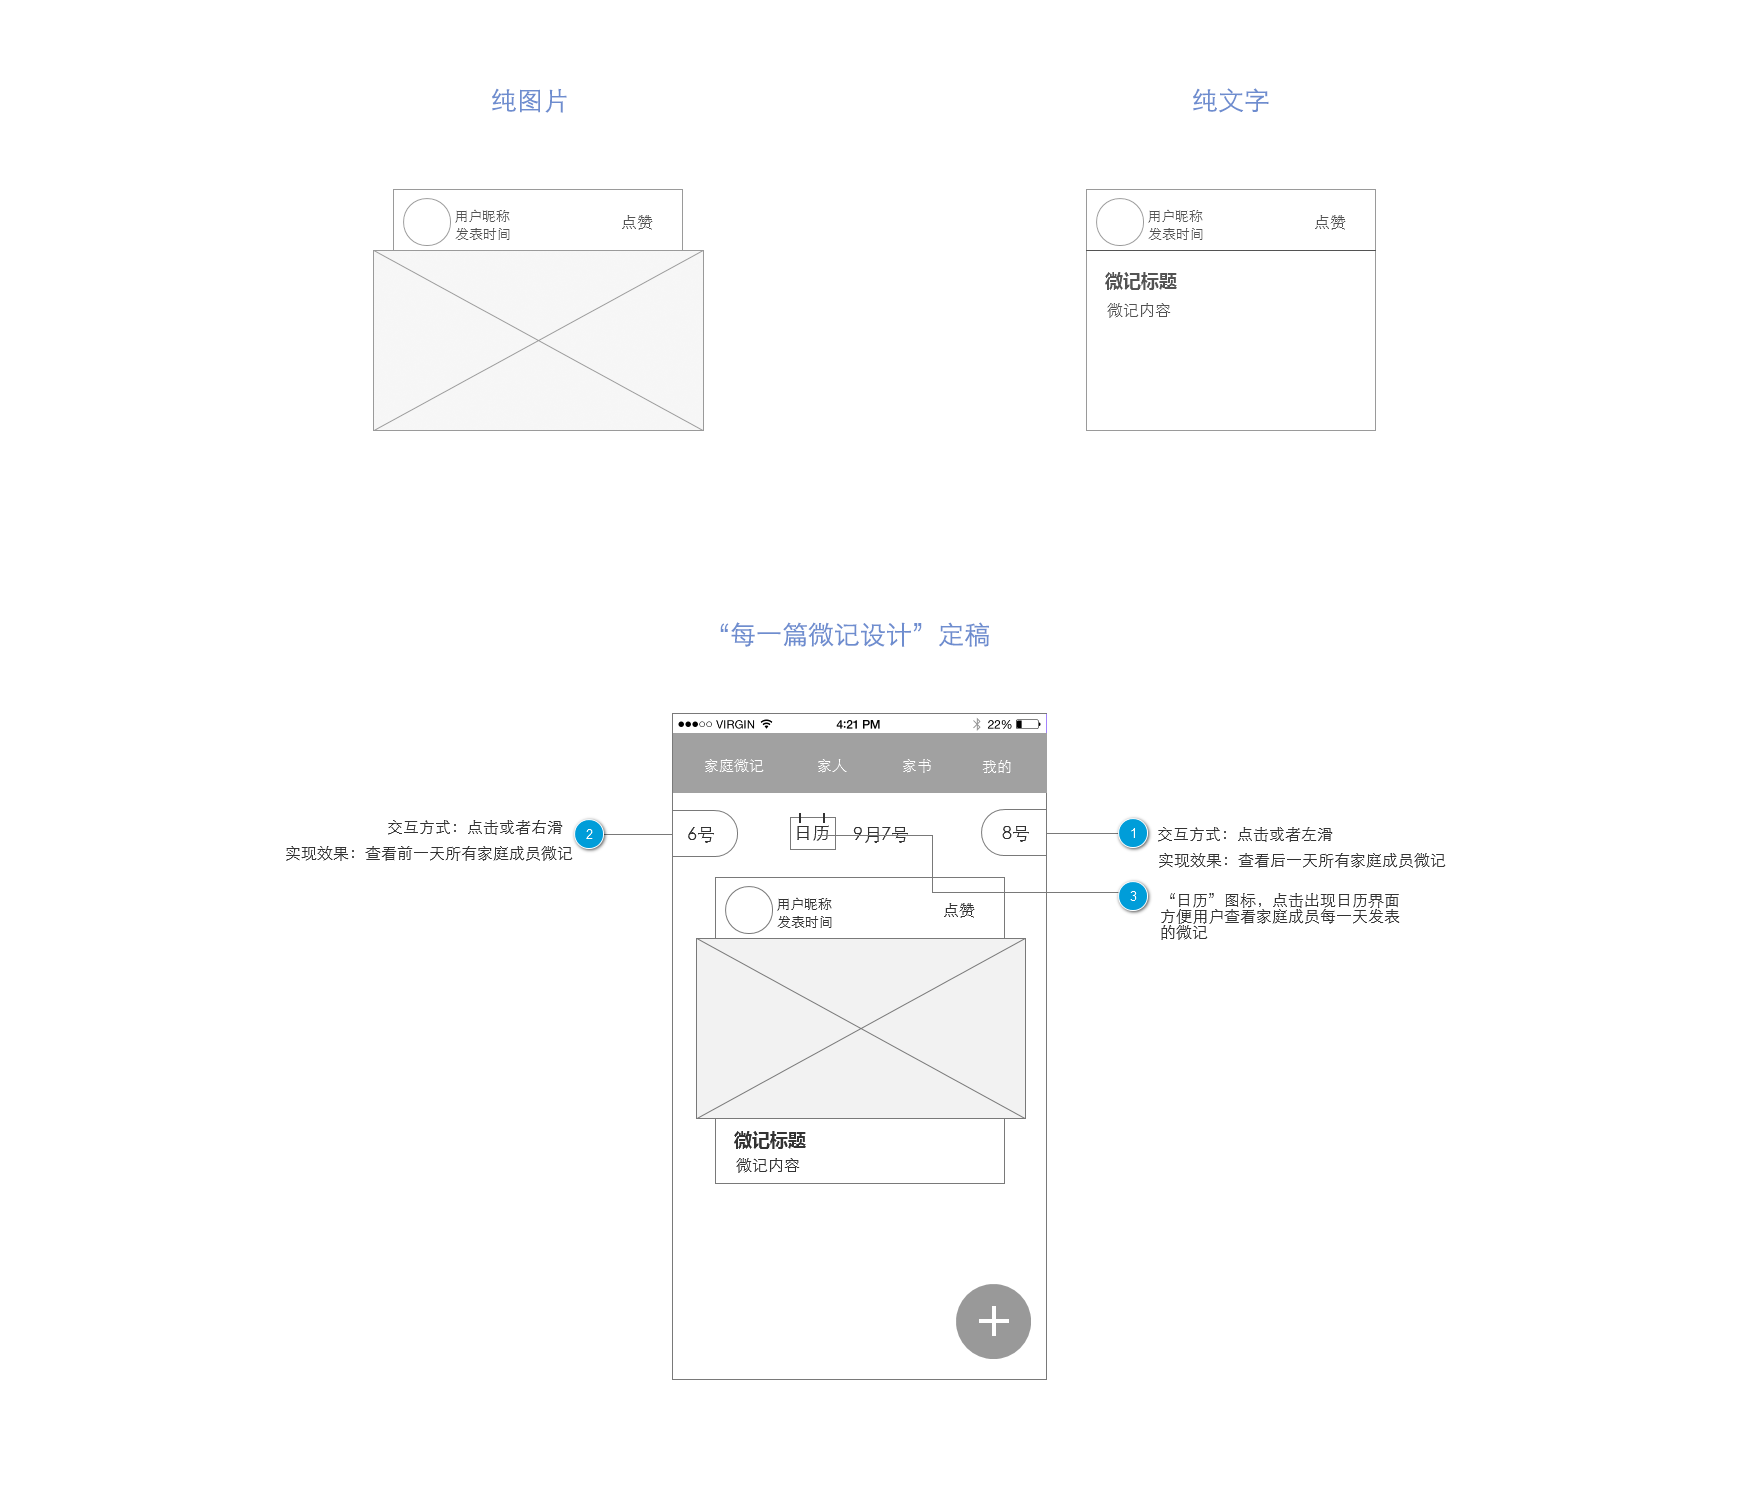 纯图片
纯文字
用户昵称
发表时间
点赞
用户昵称
发表时间
点赞
微记标题
微记内容
“每一篇微记设计”定稿
VIRGIN
4:21 PM
22%
家庭微记
家人
家书
我的
6号
日历
9月7号
8号
2
交互方式：点击或者右滑
实现效果：查看前一天所有家庭成员微记
1
交互方式：点击或者左滑
实现效果：查看后一天所有家庭成员微记
3
“日历”图标，点击出现日历界面
方便用户查看家庭成员每一天发表
的微记
用户昵称
发表时间
点赞
微记标题
微记内容